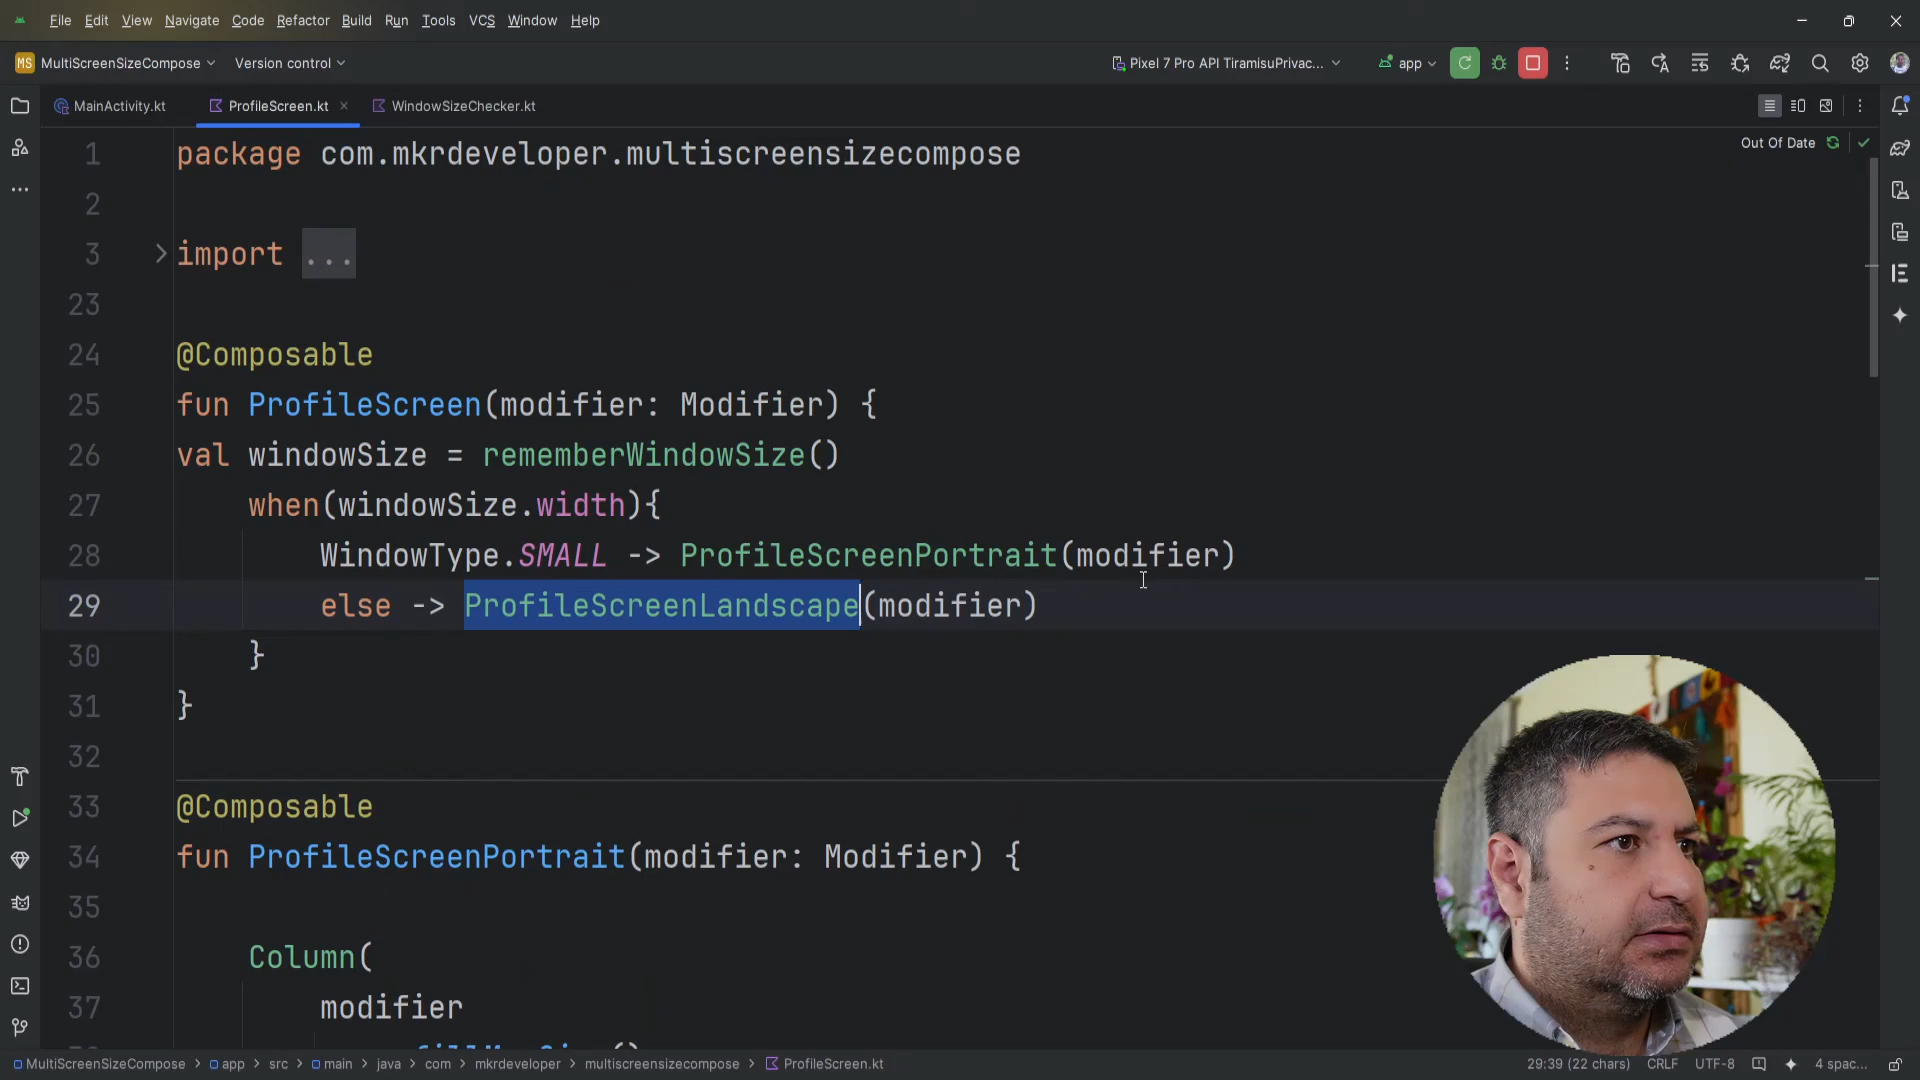 File Edit View Navigate Code Refactor Build Run Tools VCS Window Help
MS MultiScreenSizeCompose Version control Pixel 7 Pro API TiramisuPrivac... app
MainActivity.kt ProfileScreen.kt WindowSizeChecker.kt
Out Of Date
1 package com.mkrdeveloper.multiscreensizecompose
2
3 import ...
23
24 @Composable
25 fun ProfileScreen(modifier: Modifier) {
26 val windowSize = rememberWindowSize()
27 when(windowSize.width){
28 WindowType.SMALL -> ProfileScreenPortrait(modifier)
29 else -> ProfileScreenLandscape(modifier)
30 }
31 }
32
33 @Composable
34 fun ProfileScreenPortrait(modifier: Modifier) {
35
36 Column(
37 modifier
MultiScreenSizeCompose > app > src > main > java > com > mkrdeveloper > multiscreensizecompose > ProfileScreen.kt 29:39 (22 chars) CRLF UTF-8 4 spac...